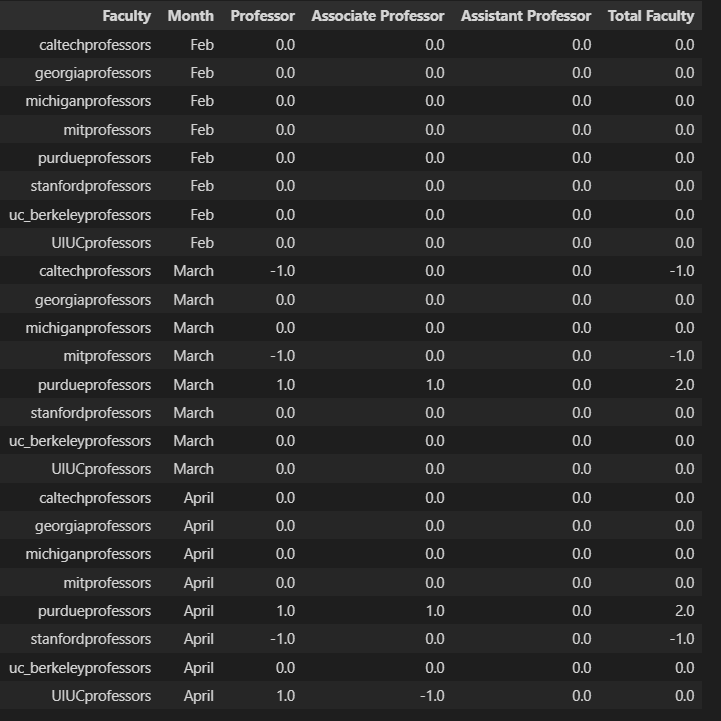 Faculty Month Professor Associate Professor Assistant Professor Total Faculty
caltechprofessors Feb 0.0 0.0 0.0 0.0
georgiaprofessors Feb 0.0 0.0 0.0 0.0
michiganprofessors Feb 0.0 0.0 0.0 0.0
mitprofessors Feb 0.0 0.0 0.0 0.0
purdueprofessors Feb 0.0 0.0 0.0 0.0
stanfordprofessors Feb 0.0 0.0 0.0 0.0
uc_berkeleyprofessors Feb 0.0 0.0 0.0 0.0
UIUCprofessors Feb 0.0 0.0 0.0 0.0
caltechprofessors March -1.0 0.0 0.0 -1.0
georgiaprofessors March 0.0 0.0 0.0 0.0
michiganprofessors March 0.0 0.0 0.0 0.0
mitprofessors March -1.0 0.0 0.0 -1.0
purdueprofessors March 1.0 1.0 0.0 2.0
stanfordprofessors March 0.0 0.0 0.0 0.0
uc_berkeleyprofessors March 0.0 0.0 0.0 0.0
UIUCprofessors March 0.0 0.0 0.0 0.0
caltechprofessors April 0.0 0.0 0.0 0.0
georgiaprofessors April 0.0 0.0 0.0 0.0
michiganprofessors April 0.0 0.0 0.0 0.0
mitprofessors April 0.0 0.0 0.0 0.0
purdueprofessors April 1.0 1.0 0.0 2.0
stanfordprofessors April -1.0 0.0 0.0 -1.0
uc_berkeleyprofessors April 0.0 0.0 0.0 0.0
UIUCprofessors April 1.0 -1.0 0.0 0.0